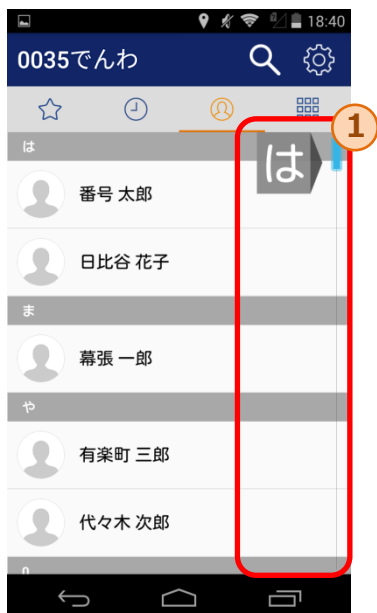 18:40
0035でんわ
1
は
は
番号 太郎
日比谷 花子
ま
幕張 一郎
や
有楽町 三郎
代々木 次郎